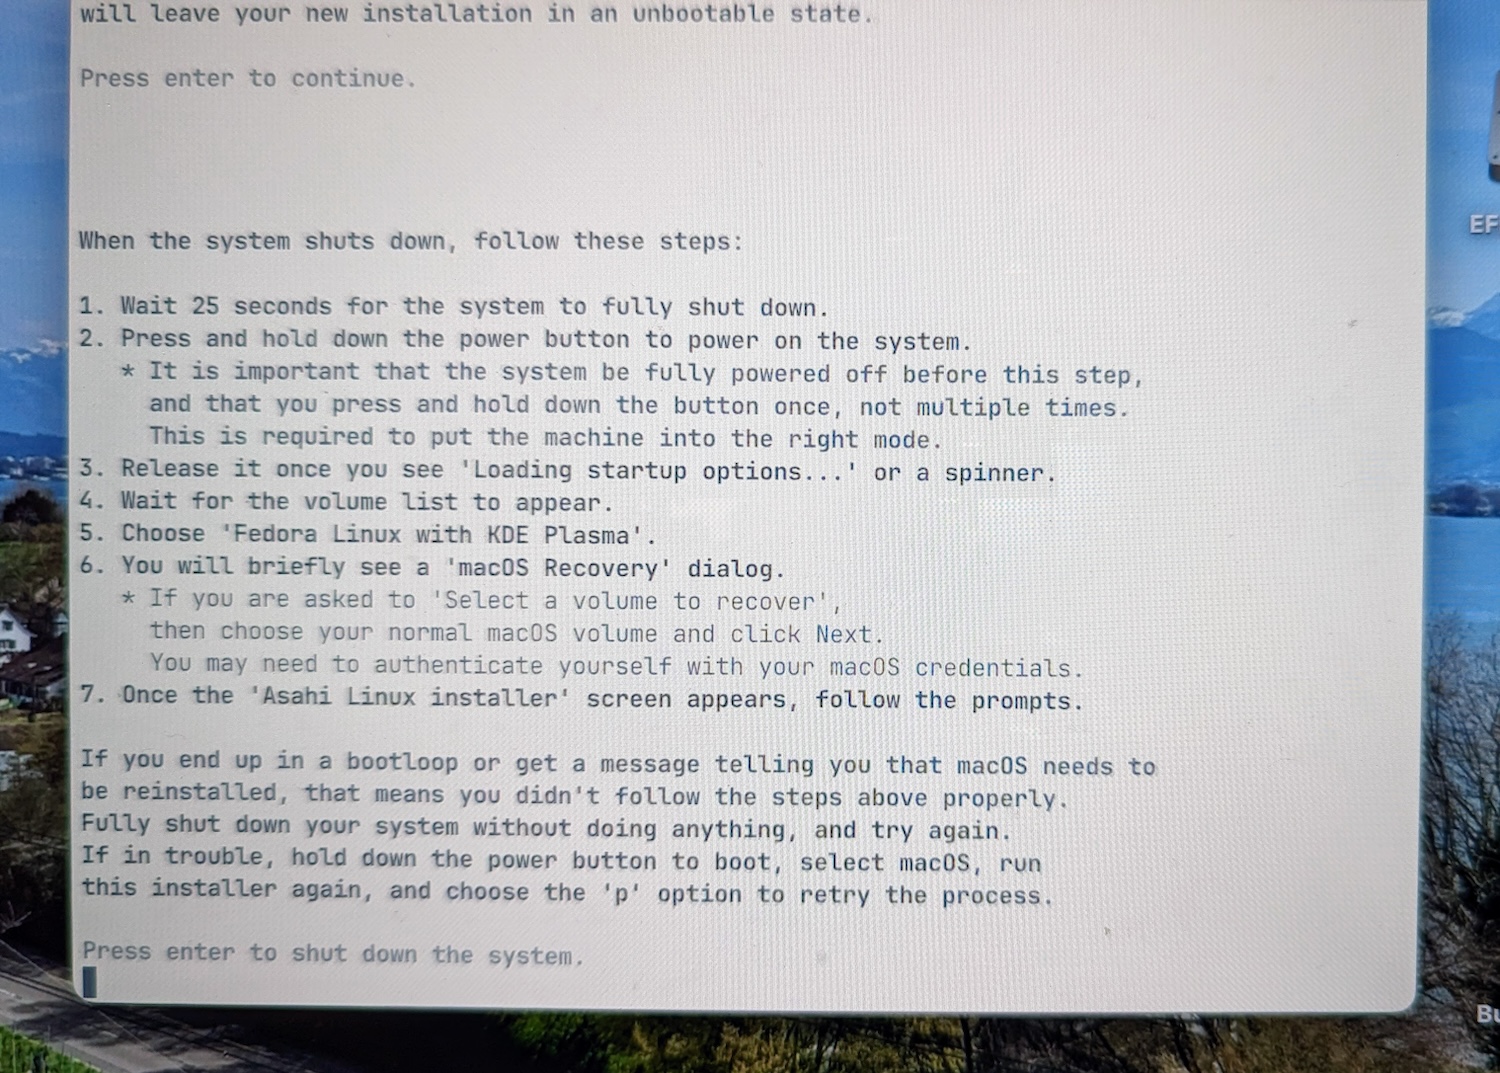 will leave your new installation in an unbootable state.
Press enter to continue.
When the system shuts down, follow these steps:
1. Wait 25 seconds for the system to fully shut down.
2. Press and hold down the power button to power on the system.
* It is important that the system be fully powered off before this step,
and that you press and hold down the button once, not multiple times.
This is required to put the machine into the right mode.
3. Release it once you see 'Loading startup options...' or a spinner.
4. Wait for the volume list to appear.
5. Choose 'Fedora Linux with KDE Plasma'.
6. You will briefly see a 'macOS Recovery' dialog.
* If you are asked to 'Select a volume to recover',
then choose your normal macOS volume and click Next.
You may need to authenticate yourself with your macOS credentials.
7. Once the 'Asahi Linux installer' screen appears, follow the prompts.
If you end up in a bootloop or get a message telling you that macOS needs to
be reinstalled, that means you didn't follow the steps above properly.
Fully shut down your system without doing anything, and try again.
If in trouble, hold down the power button to boot, select macOS, run
this installer again, and choose the 'p' option to retry the process.
Press enter to shut down the system.
EF
Bu